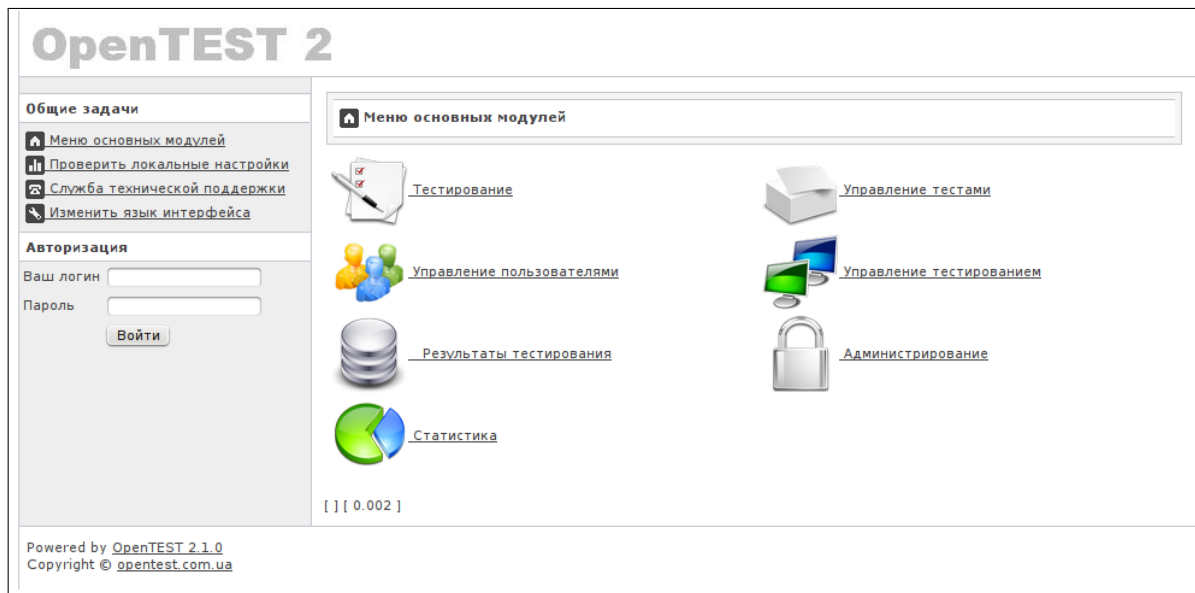 OpenTEST 2
Общие задачи
Меню основных модулей
Проверить локальные настройки
Служба технической поддержки
Изменить язык интерфейса
Авторизация
Ваш логин
Пароль
Войти
Меню основных модулей
Тестирование
Управление тестами
Управление пользователями
Управление тестированием
Результаты тестирования
Администрирование
Статистика
[ ] [ 0.002 ]
Powered by OpenTEST 2.1.0
Copyright © opentest.com.ua